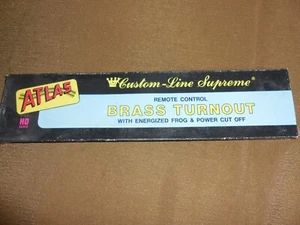 ATLAS
HO
Custom-Line Supreme®
REMOTE CONTROL
BRASS TURNOUT
WITH ENERGIZED FROG & POWER CUT OFF